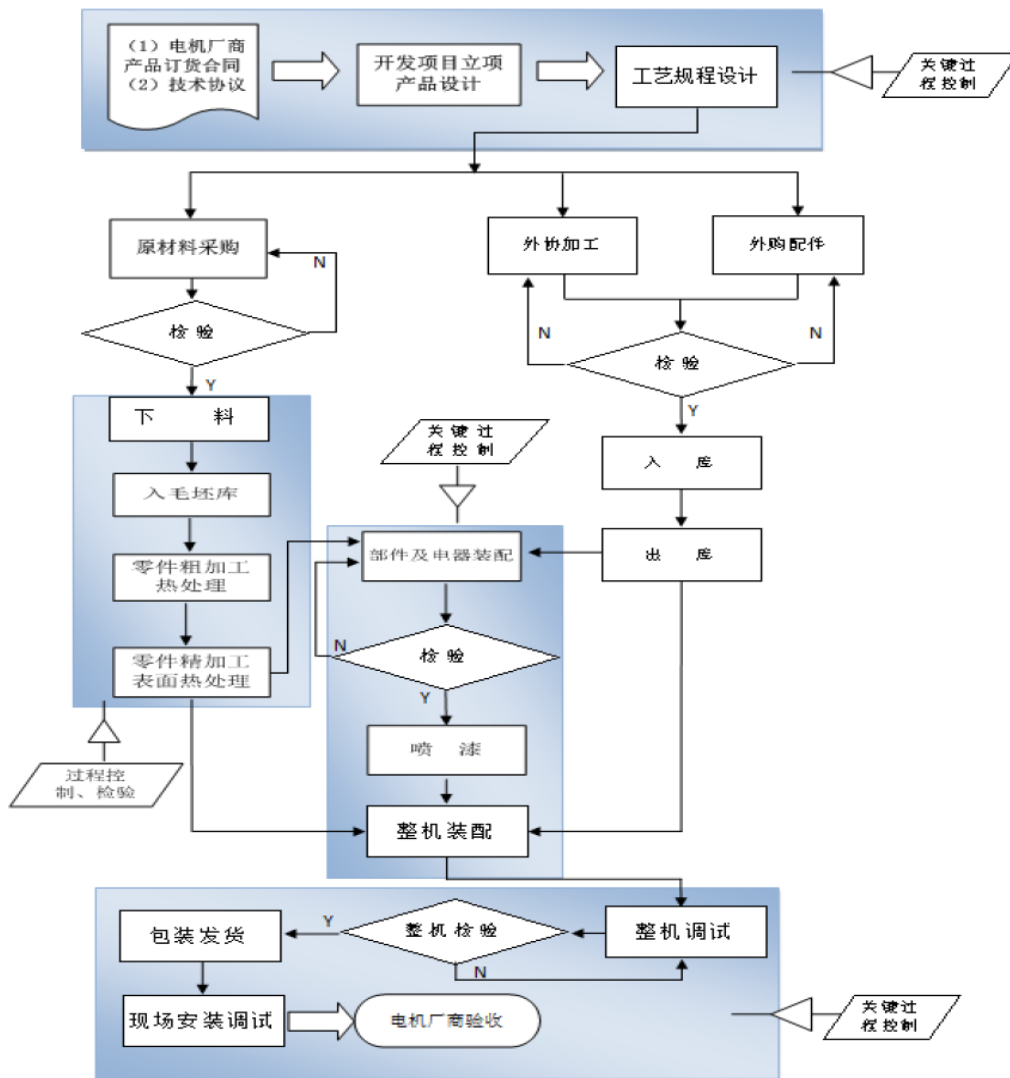 （1）电机厂商
产品订货合同
（2）技术协议
开发项目立项
产品设计
工艺规程设计
关键过
程控制
原材料采购
N
核验
Y
外协加工
外购配件
N
N
核验
Y
下 料
入毛坯库
零件粗加工
热处理
零件精加工
表面热处理
过程控
制、检验
关键过
程控制
部件及电器装配
N
核验
Y
喷 漆
整机装配
入 库
出 库
整机调试
整机核验
Y
N
包装发货
现场安装调试
电机厂商验收
关键过
程控制